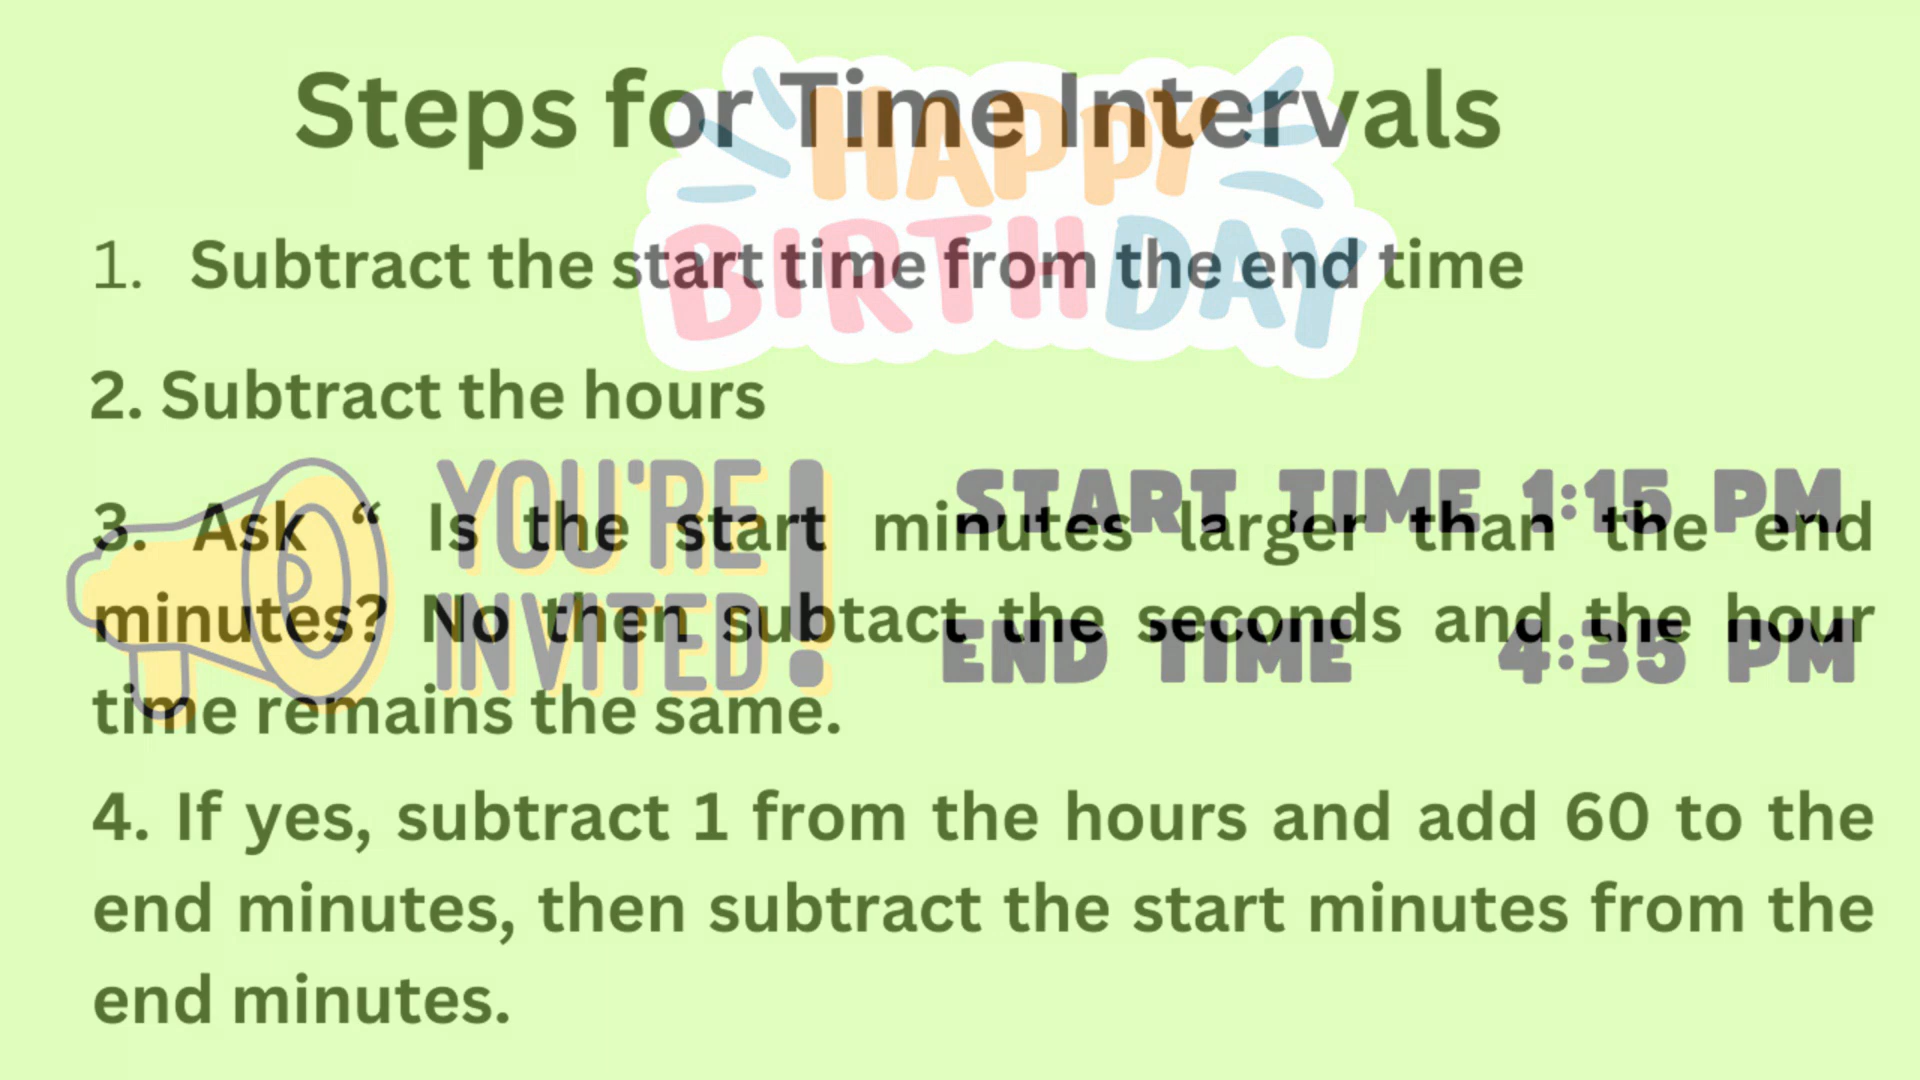 Steps for Time Intervals
HAPPY
BIRTHDAY
1. Subtract the start time from the end time
2. Subtract the hours
YOU'RE
INVITED!
START TIME 1:15 PM
END TIME 4:35 PM
3. Ask “ Is the start minutes larger than the end
minutes? No then subtact the seconds and the hour
time remains the same.
4. If yes, subtract 1 from the hours and add 60 to the
end minutes, then subtract the start minutes from the
end minutes.